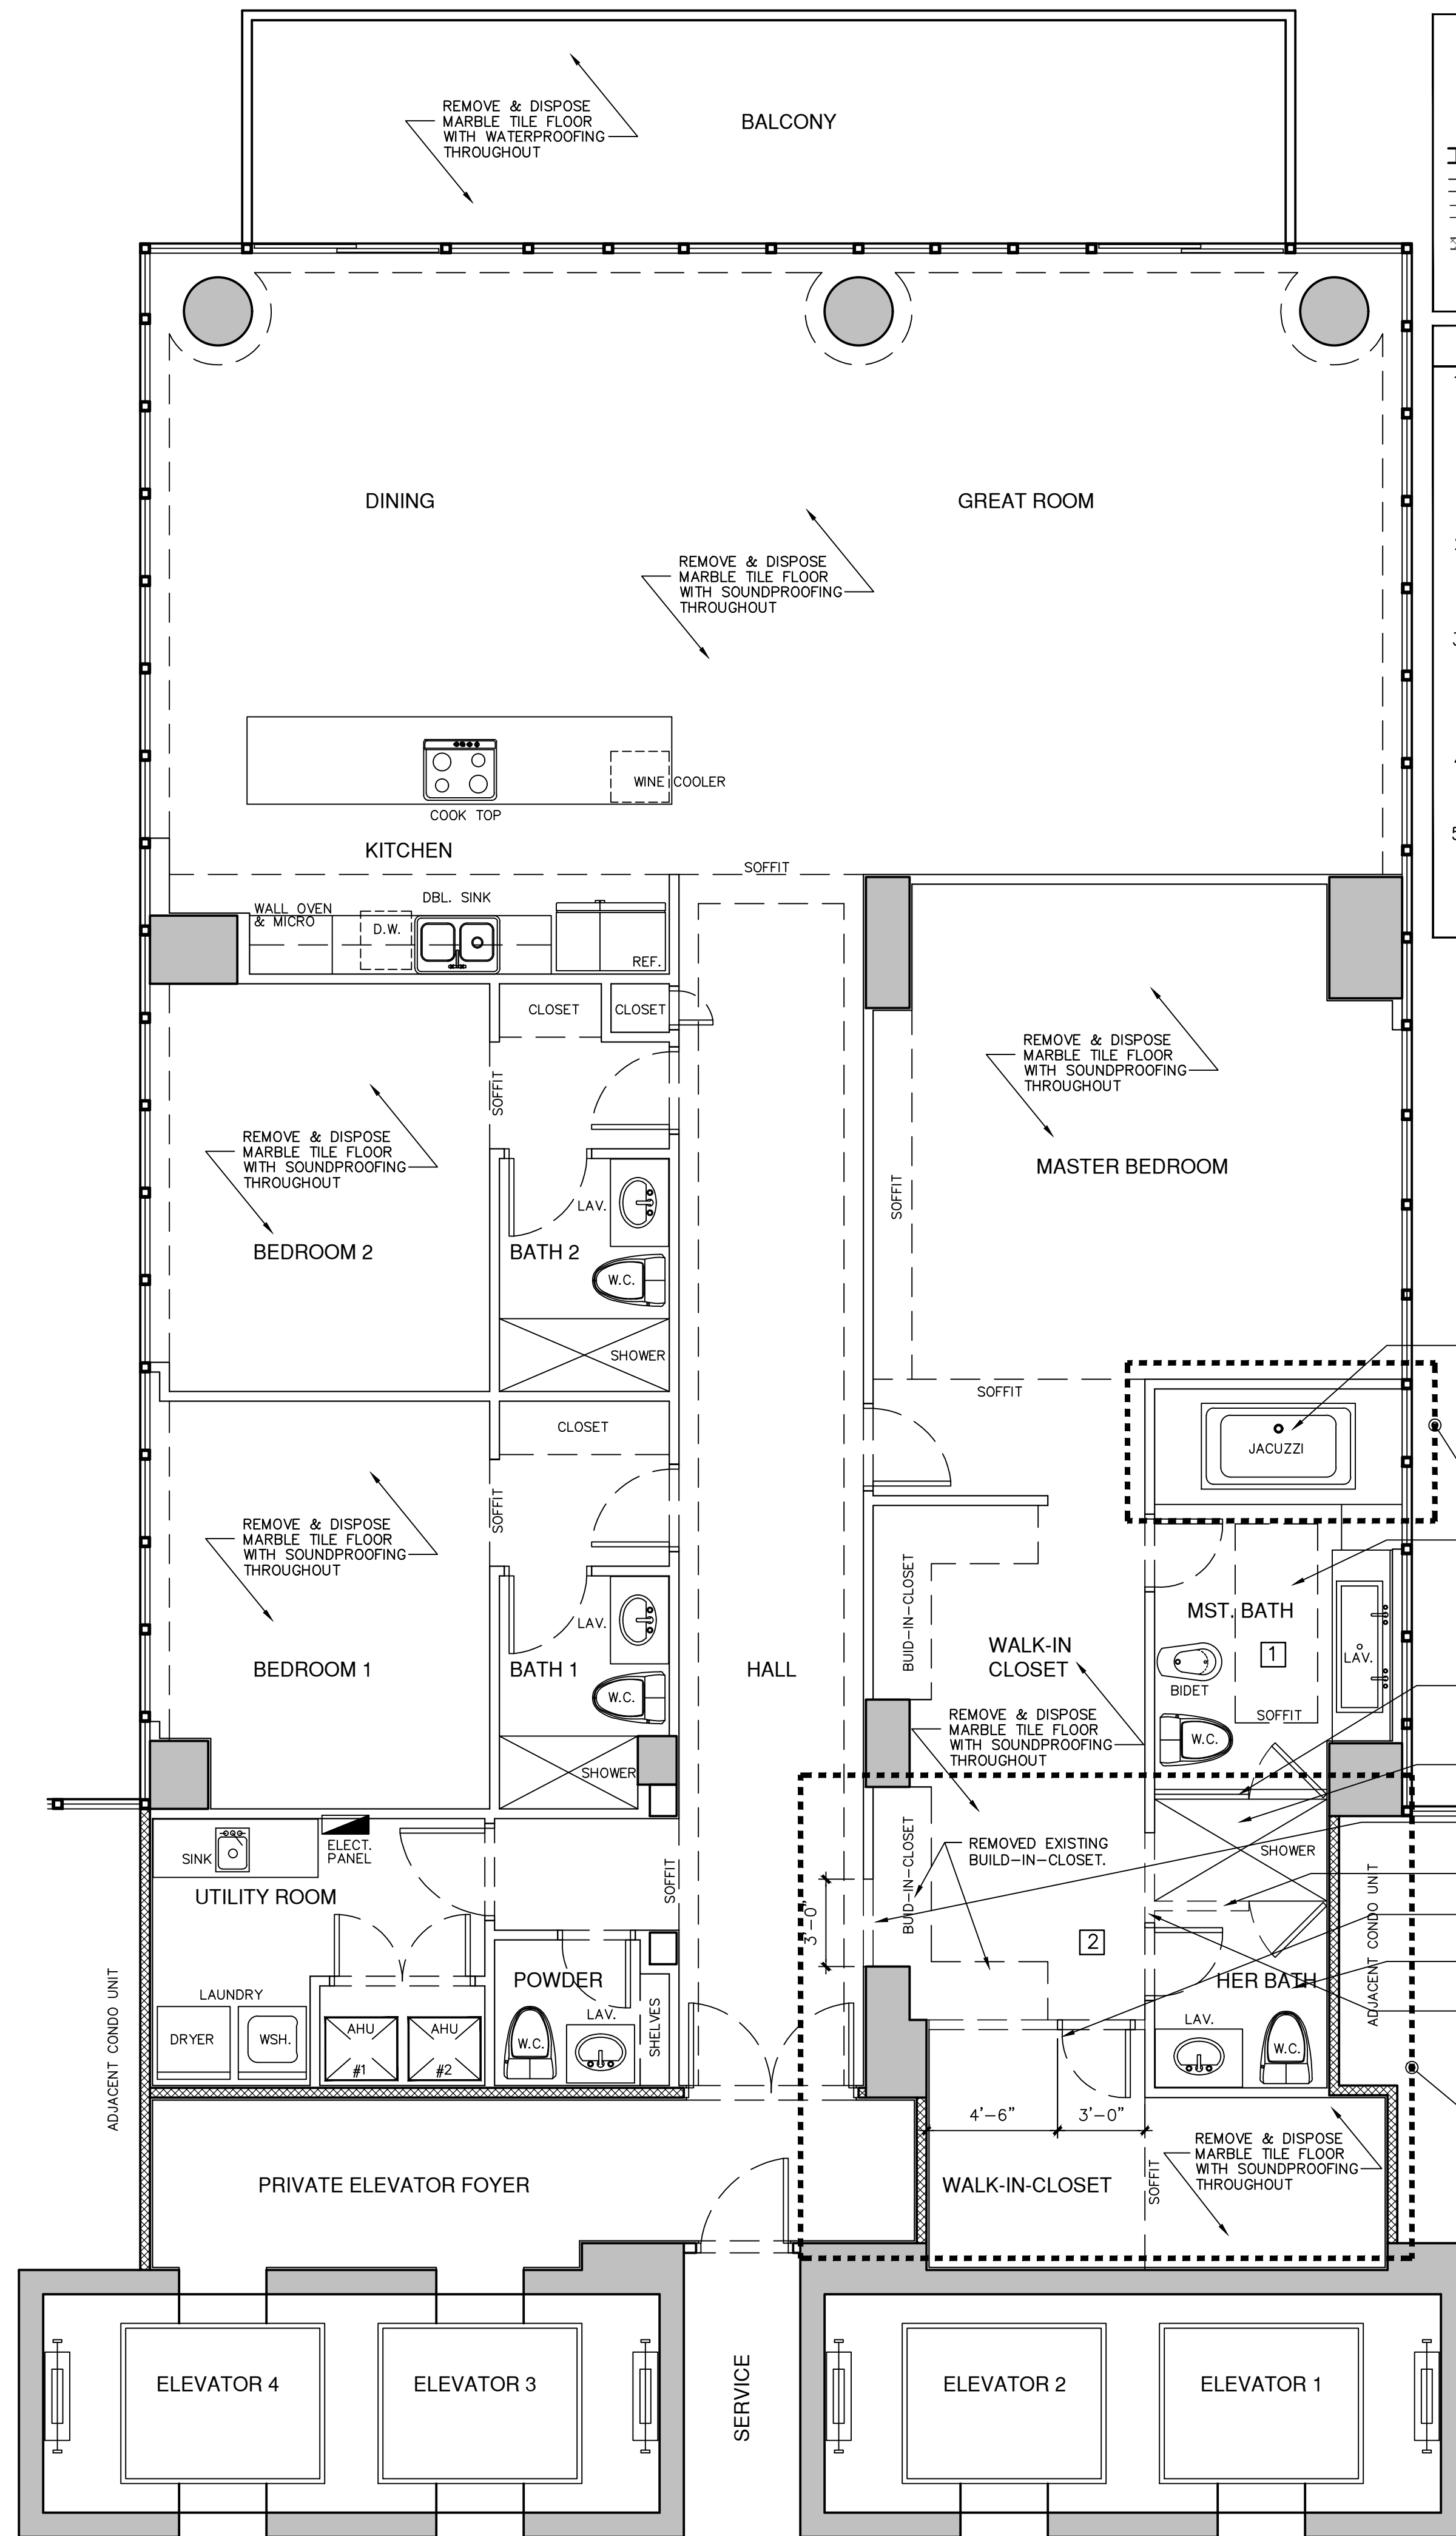 REMOVE & DISPOSE
MARBLE TILE FLOOR
WITH WATERPROOFING
THROUGHOUT
BALCONY
DINING
GREAT ROOM
REMOVE & DISPOSE
MARBLE TILE FLOOR
WITH SOUNDPROOFING
THROUGHOUT
WINE COOLER
COOK TOP
KITCHEN
SOFFIT
WALL OVEN
& MICRO
DBL. SINK
D.W.
REF.
CLOSET
CLOSET
SOFFIT
REMOVE & DISPOSE
MARBLE TILE FLOOR
WITH SOUNDPROOFING
THROUGHOUT
REMOVE & DISPOSE
MARBLE TILE FLOOR
WITH SOUNDPROOFING
THROUGHOUT
MASTER BEDROOM
SOFFIT
LAV.
BEDROOM 2
BATH 2
W.C.
SHOWER
SOFFIT
CLOSET
JACUZZI
SOFFIT
REMOVE & DISPOSE
MARBLE TILE FLOOR
WITH SOUNDPROOFING
THROUGHOUT
LAV.
BEDROOM 1
BATH 1
W.C.
SHOWER
HALL
BUID-IN-CLOSET
WALK-IN
CLOSET
MST. BATH
1
LAV.
BIDET
SOFFIT
W.C.
REMOVE & DISPOSE
MARBLE TILE FLOOR
WITH SOUNDPROOFING
THROUGHOUT
SINK
ELECT.
PANEL
UTILITY ROOM
SOFFIT
BUID-IN-CLOSET
REMOVED EXISTING
BUILD-IN-CLOSET.
SHOWER
3'-0"
2
HER BATH
ADJACENT CONDO UNIT
LAUNDRY
DRYER
WSH.
AHU
#1
AHU
#2
POWDER
W.C.
LAV.
SHELVES
LAV.
W.C.
ADJACENT CONDO UNIT
4'-6"
3'-0"
PRIVATE ELEVATOR FOYER
WALK-IN-CLOSET
SOFFIT
REMOVE & DISPOSE
MARBLE TILE FLOOR
WITH SOUNDPROOFING
THROUGHOUT
ELEVATOR 4
ELEVATOR 3
SERVICE
ELEVATOR 2
ELEVATOR 1